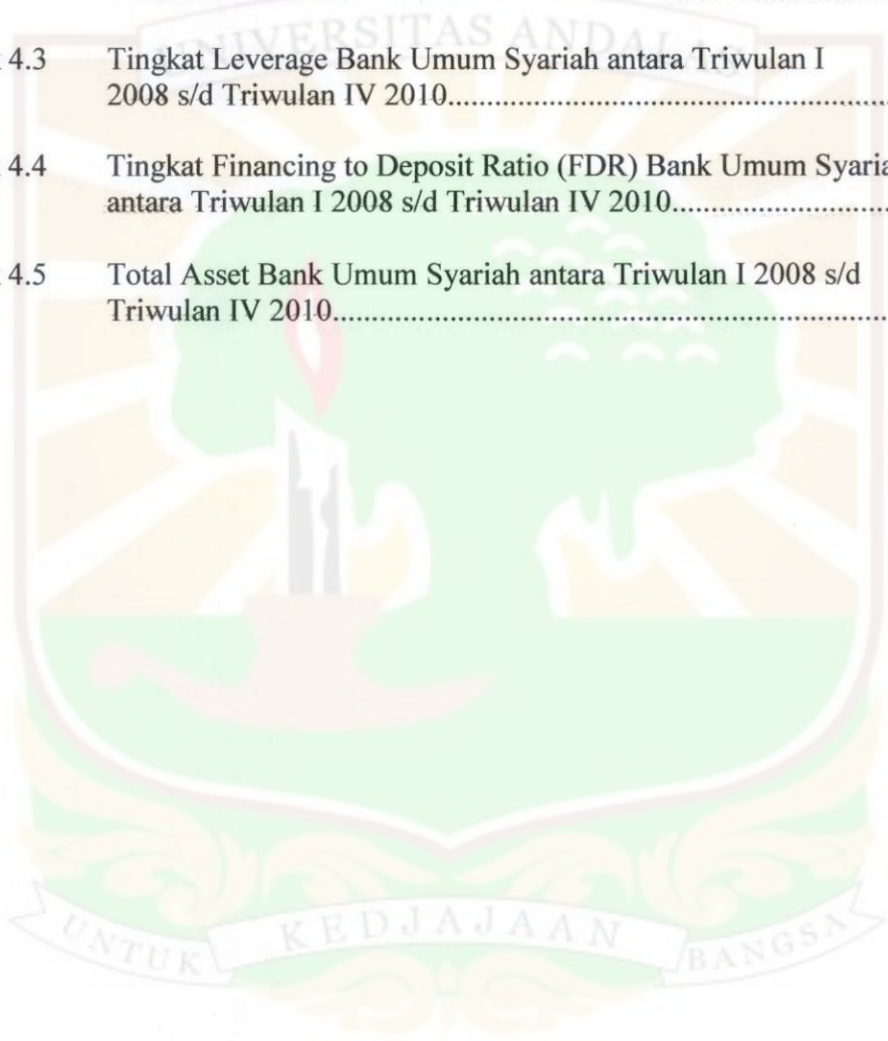 UNIVERSITAS ANDALAS
4.3 Tingkat Leverage Bank Umum Syariah antara Triwulan I
2008 s/d Triwulan IV 2010
4.4 Tingkat Financing to Deposit Ratio (FDR) Bank Umum Syaria
antara Triwulan I 2008 s/d Triwulan IV 2010
4.5 Total Asset Bank Umum Syariah antara Triwulan I 2008 s/d
Triwulan IV 2010
UNTUK KEDJAJAAN BANGSA